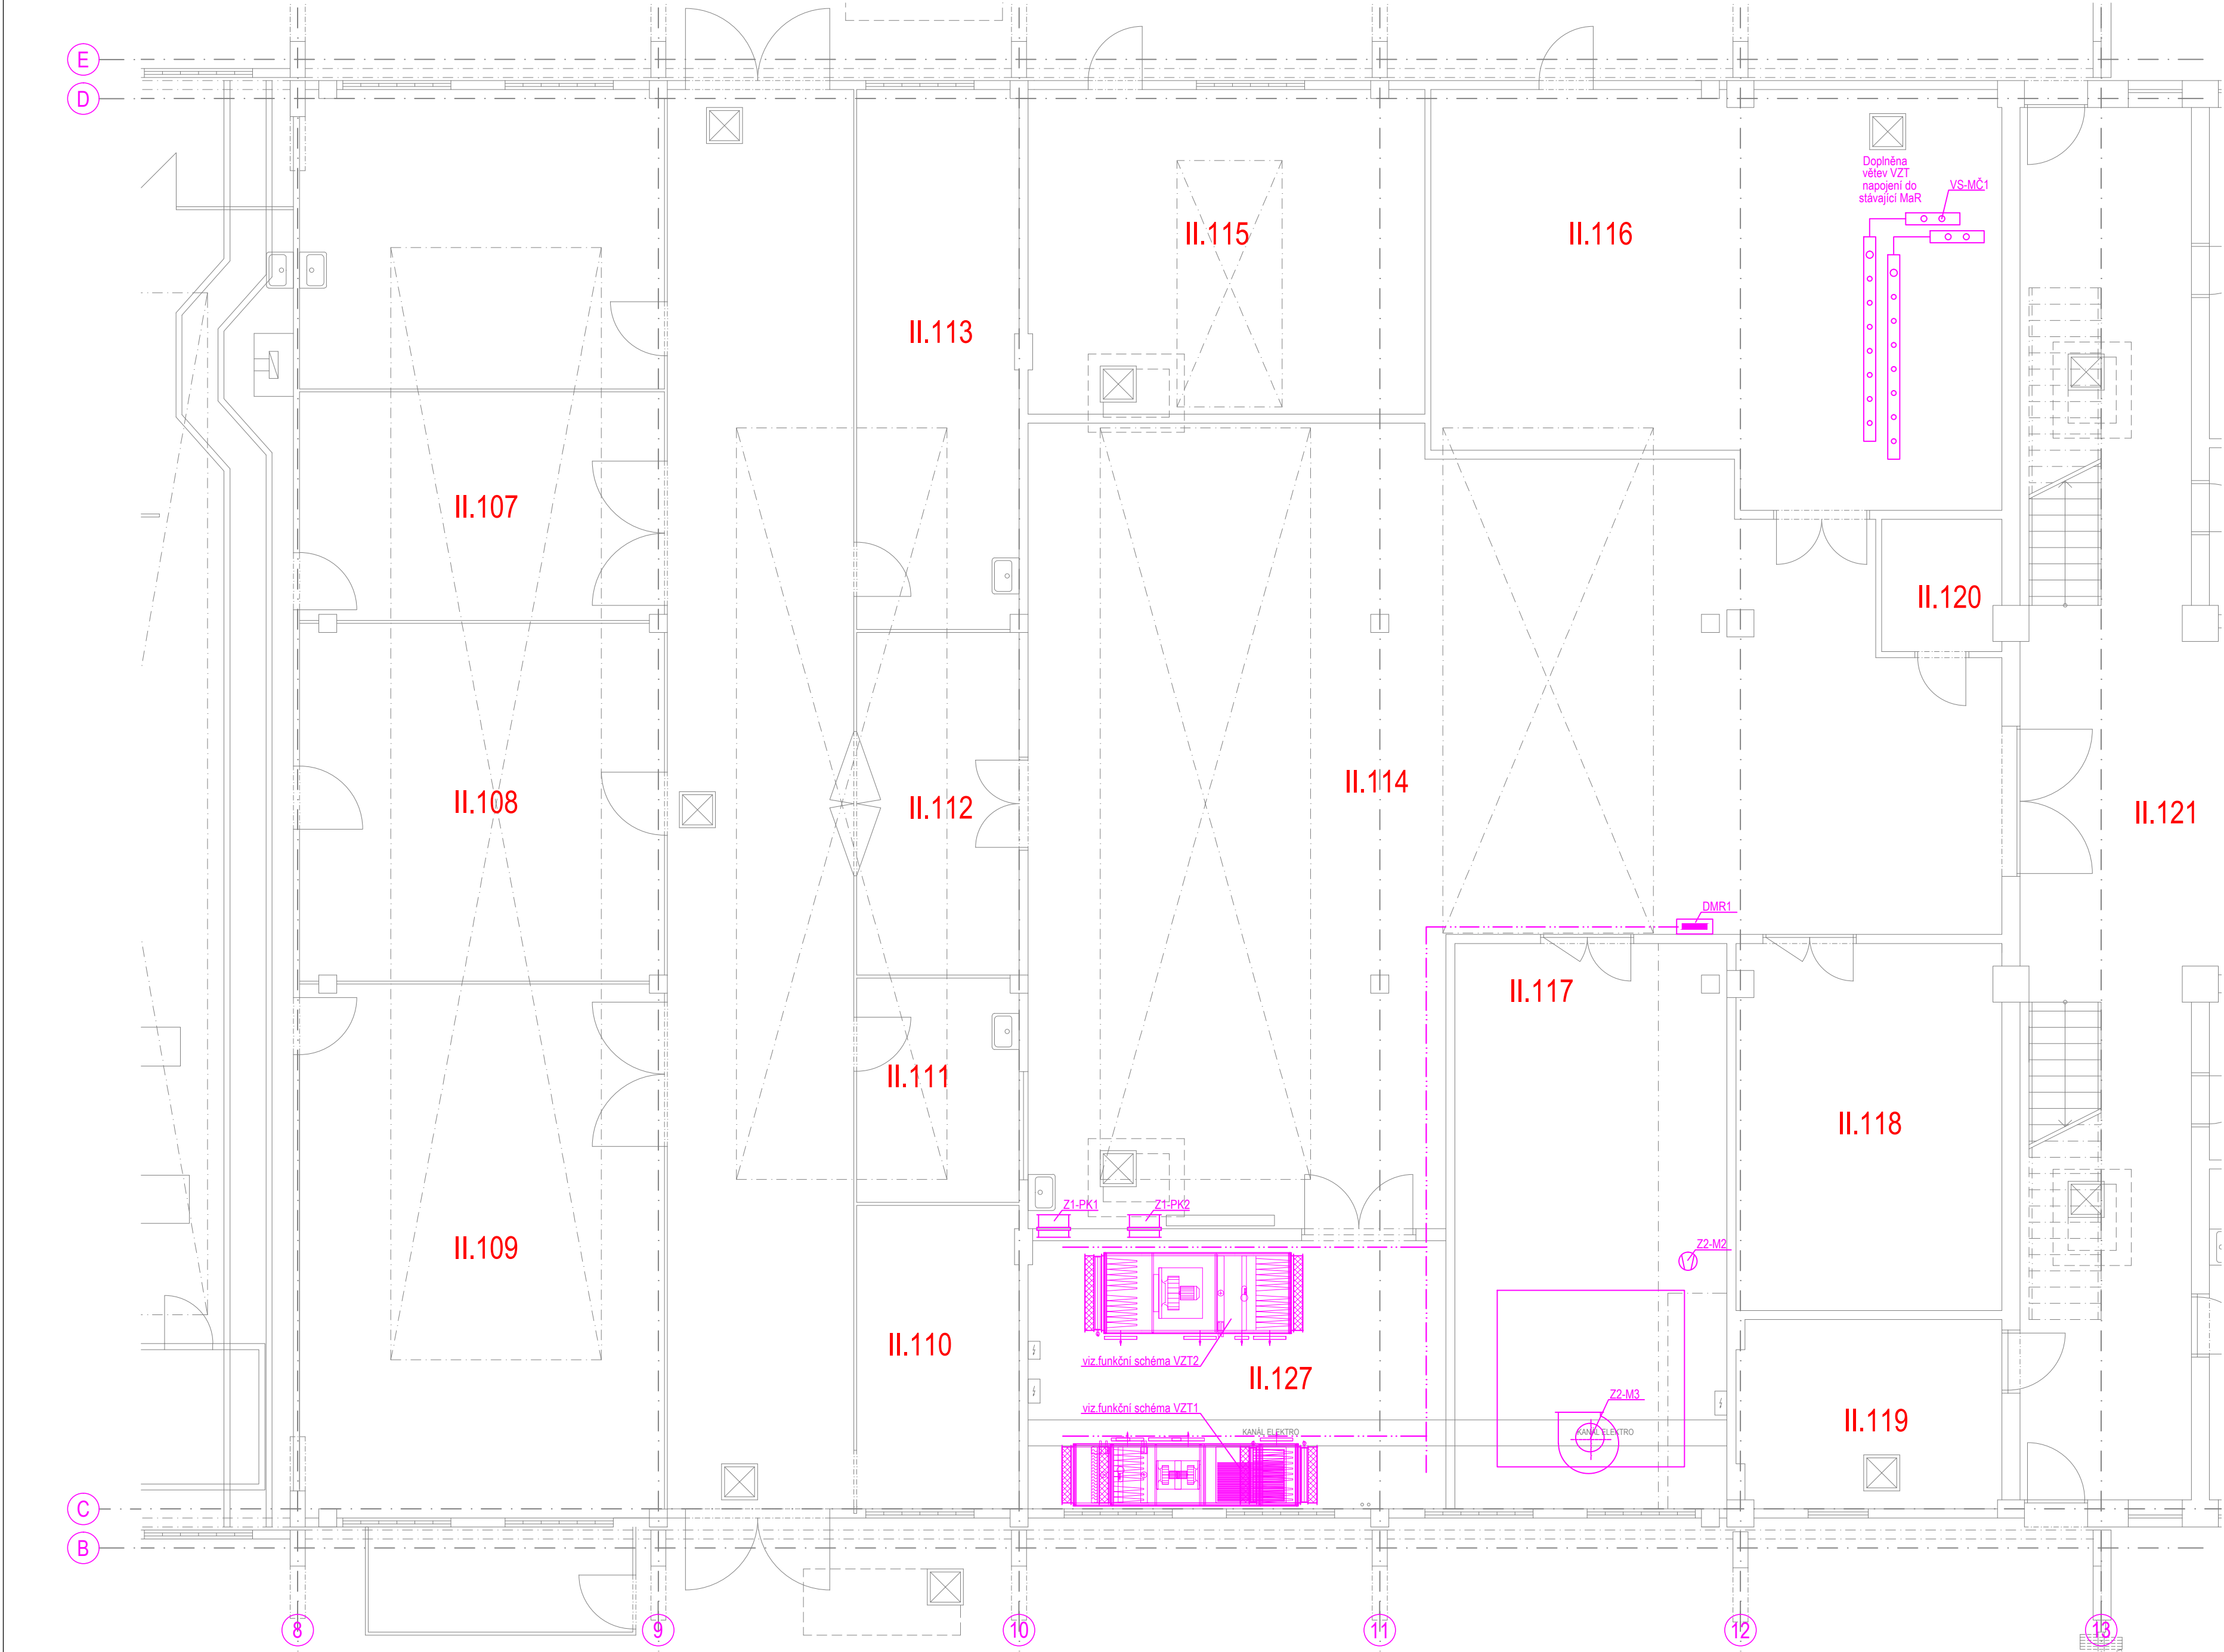 E
D
Doplněna
větev VZT
napojení do
stávající MaR
VS-MČ1
II.115
II.116
II.113
II.107
II.120
II.114
II.108
II.112
II.121
DMR1
II.117
II.111
II.118
Z1-PK1
Z1-PK2
II.109
Z2-M2
II.110
viz.funkční schéma VZT2
II.127
Z2-M3
viz.funkční schéma VZT1
II.119
KANÁL ELEKTRO
KANÁL ELEKTRO
C
B
8
9
10
11
12
13